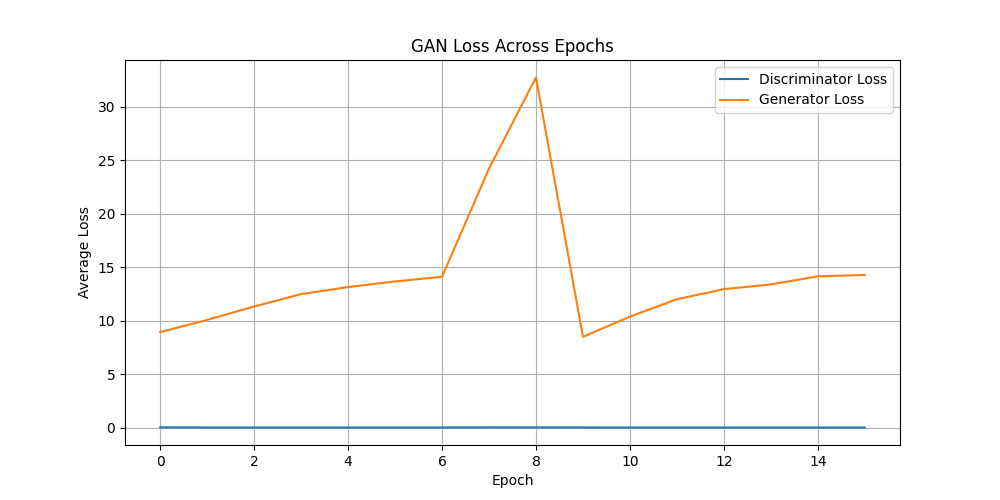 GAN Loss Across Epochs
Discriminator Loss
Generator Loss
30
25
20
15
10
5
0
Average Loss
0 2 4 6 8 10 12 14
Epoch